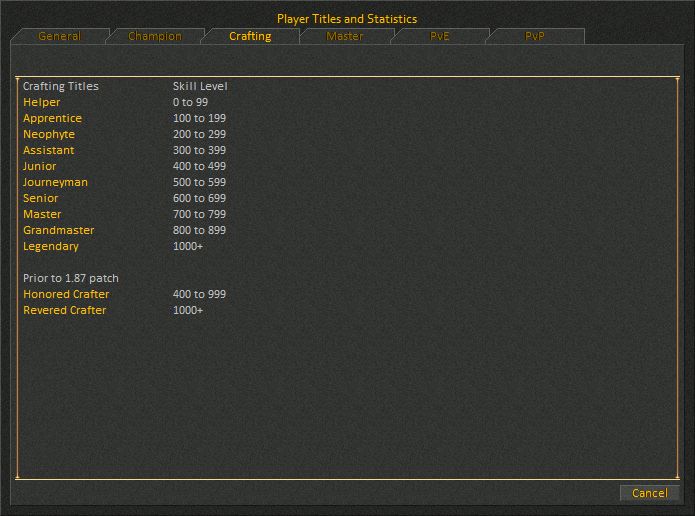 Player Titles and Statistics
General Champion Crafting Master PvE PvP
Crafting Titles Skill Level
Helper 0 to 99
Apprentice 100 to 199
Neophyte 200 to 299
Assistant 300 to 399
Junior 400 to 499
Journeyman 500 to 599
Senior 600 to 699
Master 700 to 799
Grandmaster 800 to 899
Legendary 1000+
Prior to 1.87 patch
Honored Crafter 400 to 999
Revered Crafter 1000+
Cancel